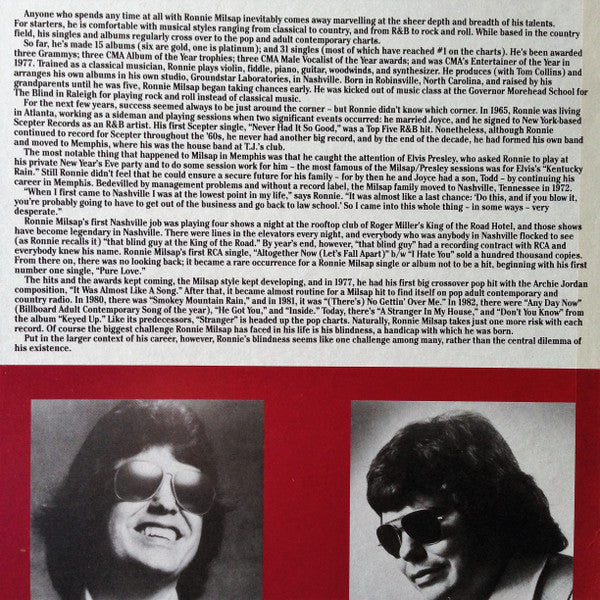 Anyone who spends any time at all with Ronnie Milsap inevitably comes away marvelling at the sheer depth and breadth of his talents.
For starters, he is comfortable with musical styles ranging from classical to country, and from R&B to rock and roll. While based in the country
field, his singles and albums regularly cross over to the pop and adult contemporary charts.
So far, he's made 15 albums (six are gold, one is platinum); and 31 singles (most of which have reached #1 on the charts). He's been awarded
three Grammys; three CMA Album of the Year trophies; three CMA Male Vocalist of the Year awards; and was CMA's Entertainer of the Year in
1977. Trained as a classical musician, Ronnie plays violin, fiddle, piano, guitar, woodwinds, and synthesizer. He produces (with Tom Collins) and
arranges his own albums in his own studio, Groundstar Laboratories, in Nashville. Born in Robinsville, North Carolina, and raised by his
grandparents until he was five, Ronnie Milsap began taking chances early. He was kicked out of music class at the Governor Morehead School for
The Blind in Raleigh for playing rock and roll instead of classical music.
For the next few years, success seemed always to be just around the corner – but Ronnie didn't know which corner. In 1965, Ronnie was living
in Atlanta, working as a sideman and playing sessions when two significant events occurred: he married Joyce, and he signed to New York-based
Scepter Records as an R&B artist. His first Scepter single, "Never Had It So Good," was a Top Five R&B hit. Nonetheless, although Ronnie
continued to record for Scepter throughout the '60s, he never had another big record, and by the end of the decade, he had formed his own band
and moved to Memphis, where his was the house band at T.J.'s club.
The most notable thing that happened to Milsap in Memphis was that he caught the attention of Elvis Presley, who asked Ronnie to play at
his private New Year's Eve party and to do some session work for him – the most famous of the Milsap/Presley sessions was for Elvis's "Kentucky
Rain." Still Ronnie didn't feel that he could ensure a secure future for his family – for by then he and Joyce had a son, Todd – by continuing his
career in Memphis. Bedevilled by management problems and without a record label, the Milsap family moved to Nashville, Tennessee in 1972.
"When I first came to Nashville I was at the lowest point in my life," says Ronnie. "It was almost like a last chance: 'Do this, and if you blow it,
you're probably going to have to get out of the business and go back to law school.' So I came into this whole thing – in some ways – very
desperate."
Ronnie Milsap's first Nashville job was playing four shows a night at the rooftop club of Roger Miller's King of the Road Hotel, and those shows
have become legendary in Nashville. There were lines in the elevators every night, and everybody who was anybody in Nashville flocked to see
(as Ronnie recalls it) "that blind guy at the King of the Road." By year's end, however, "that blind guy" had a recording contract with RCA and
everybody knew his name. Ronnie Milsap's first RCA single, "Altogether Now (Let's Fall Apart)" b/w "I Hate You" sold a hundred thousand copies.
From there on, there was no looking back; it became a rare occurrence for a Ronnie Milsap single or album not to be a hit, beginning with his first
number one single, "Pure Love."
The hits and the awards kept coming, the Milsap style kept developing, and in 1977, he had his first big crossover pop hit with the Archie Jordan
composition, "It Was Almost Like A Song." After that, it became almost routine for a Milsap hit to find itself on pop adult contemporary and
country radio. In 1980, there was "Smokey Mountain Rain," and in 1981, it was "(There's) No Gettin' Over Me." In 1982, there were "Any Day Now"
(Billboard Adult Contemporary Song of the year), "He Got You," and "Inside." Today, there's "A Stranger In My House," and "Don't You Know" from
the album "Keyed Up." Like its predecessors, "Stranger" is headed up the pop charts. Naturally, Ronnie Milsap takes just one more risk with each
record. Of course the biggest challenge Ronnie Milsap has faced in his life is his blindness, a handicap with which he was born.
Put in the larger context of his career, however, Ronnie's blindness seems like one challenge among many, rather than the central dilemma of
his existence.